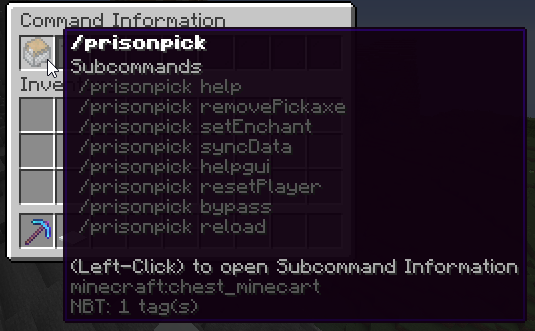 Command Information
/prisonpick
Subcommands
/prisonpick help
/prisonpick removePickaxe
/prisonpick setEnchant
/prisonpick syncData
/prisonpick helpgui
/prisonpick resetPlayer
/prisonpick bypass
/prisonpick reload
Inve
(Left-Click) to open Subcommand Information
minecraft:chest_minecart
NBT: 1 tag(s)